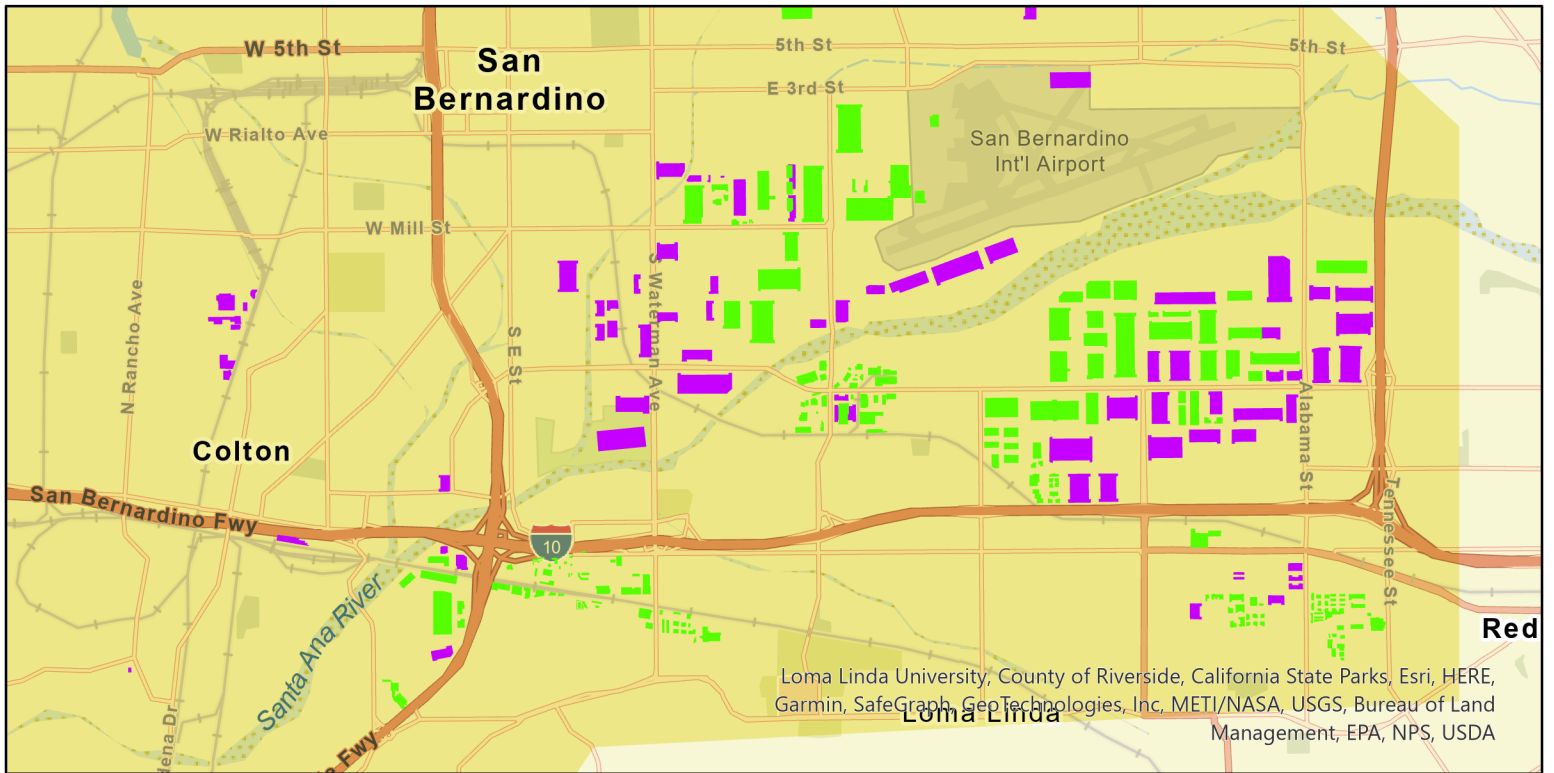 W 5th St
San
Bernardino
5th St
5th St
E 3rd St
W Rialto Ave
San Bernardino
Int'l Airport
W Mill St
N Rancho Ave
S Waterman Ave
S E St
Alabama St
Colton
San Bernardino Fwy
10
Tennessee St
Santa Ana River
Red
Loma Linda University, County of Riverside, California State Parks, Esri, HERE,
Garmin, SafeGraph, GeoTechnologies, Inc, METI/NASA, USGS, Bureau of Land
Loma Linda
Management, EPA, NPS, USDA
dena Dr
Fwy